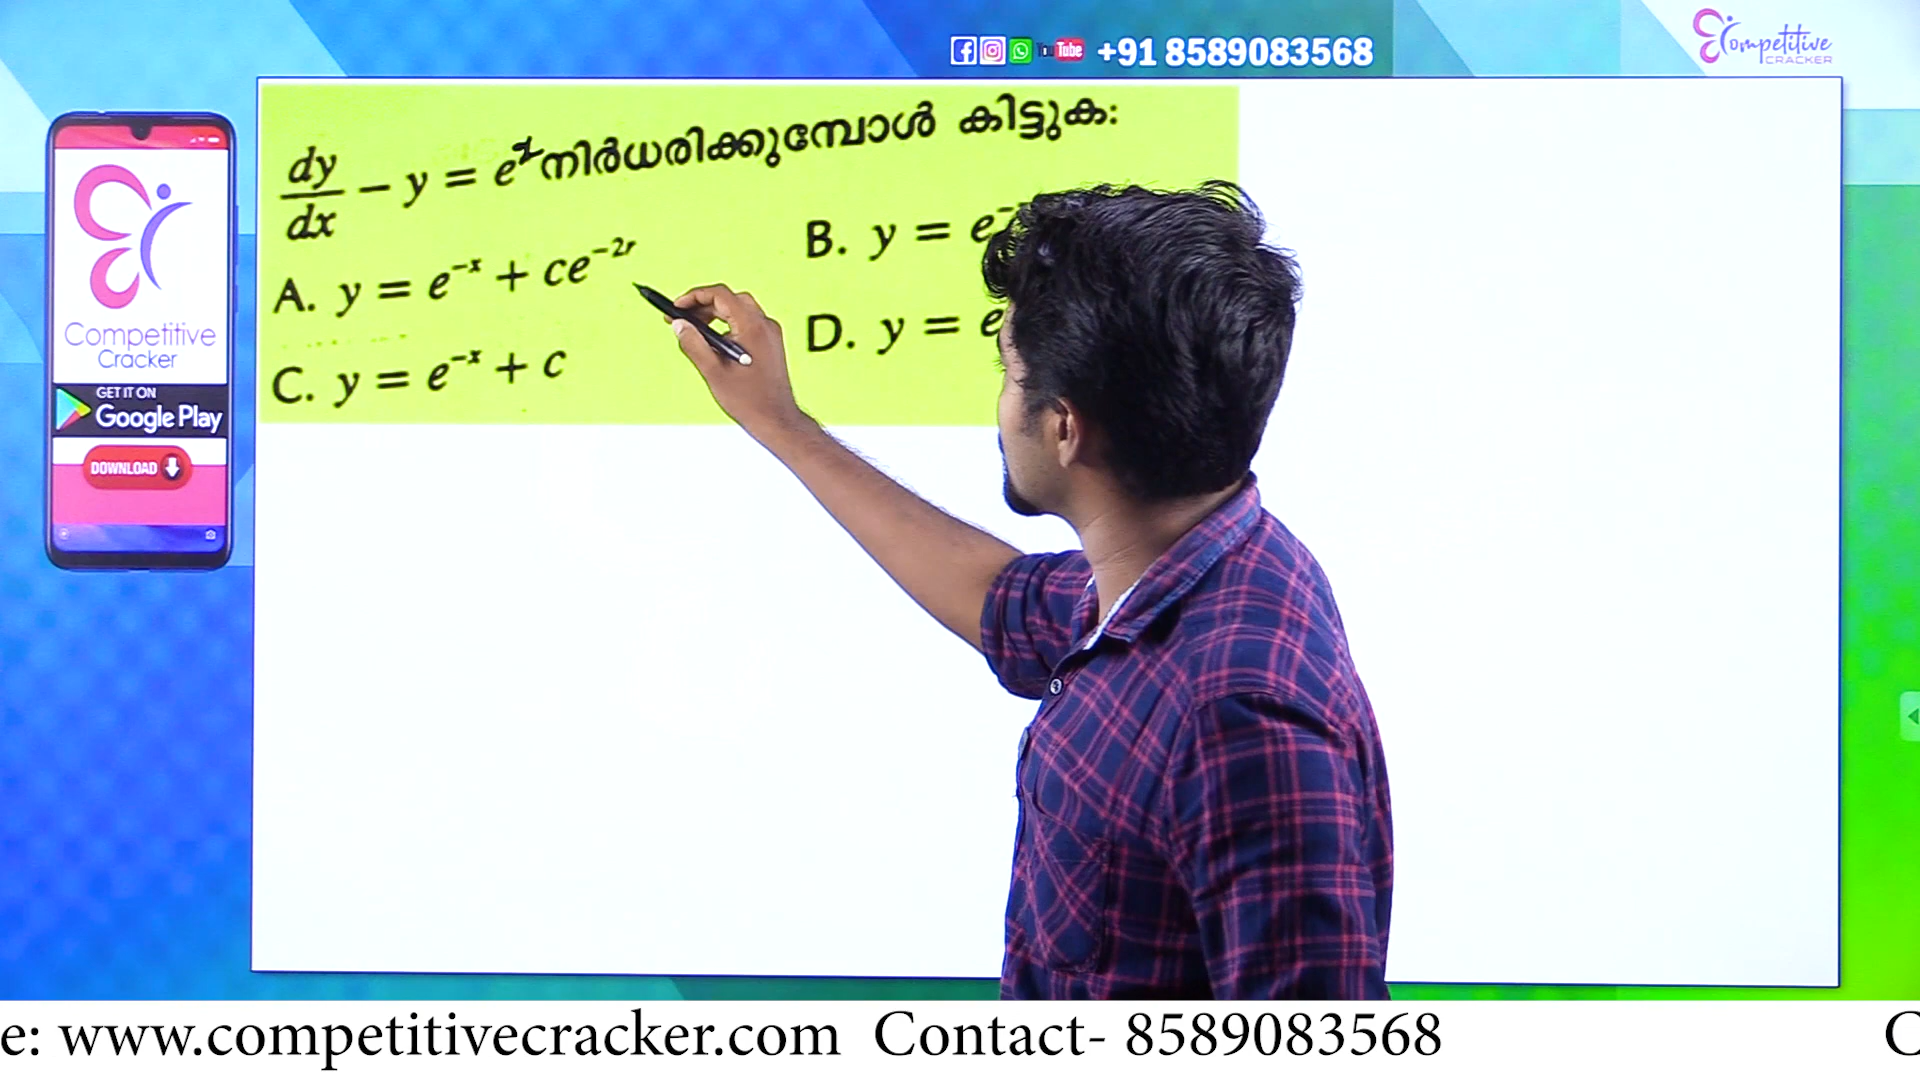 +91 8589083568
Competitive
CRACKER
dy/dx − y = e നിർധരിക്കുമ്പോൾ കിട്ടുക:
A. y = e^{-x} + ce^{-2x}
B. y = e
C. y = e^{-x} + c
D. y = e
Competitive
Cracker
GET IT ON
Google Play
DOWNLOAD
e: www.competitivecracker.com Contact- 8589083568